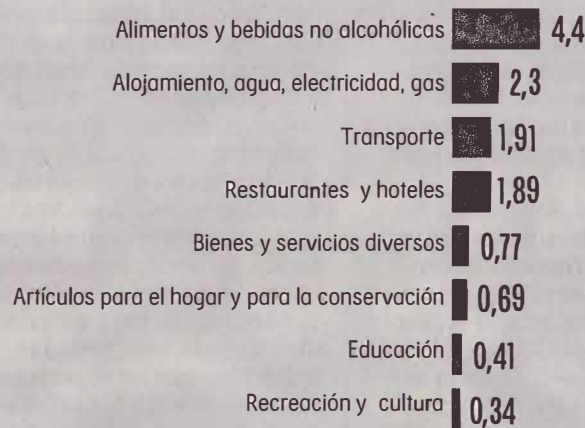 Alimentos y bebidas no alcohólicas 4,4
Alojamiento, agua, electricidad, gas 2,3
Transporte 1,91
Restaurantes y hoteles 1,89
Bienes y servicios diversos 0,77
Artículos para el hogar y para la conservación 0,69
Educación 0,41
Recreación y cultura 0,34